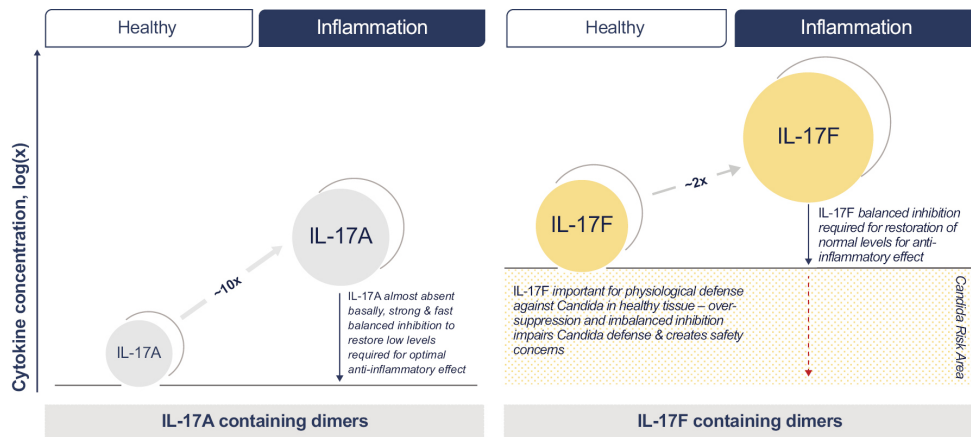 Healthy
Inflammation
Cytokine concentration, log(x)
IL-17A
~10x
IL-17A
IL-17A almost absent
basally, strong & fast
balanced inhibition to
restore low levels
required for optimal
anti-inflammatory effect
IL-17A containing dimers
Healthy
Inflammation
IL-17F
~2x
IL-17F
IL-17F balanced inhibition
required for restoration of
normal levels for anti-
inflammatory effect
IL-17F important for physiological defense
against Candida in healthy tissue – over-
suppression and imbalanced inhibition
impairs Candida defense & creates safety
concerns
Candida Risk Area
IL-17F containing dimers